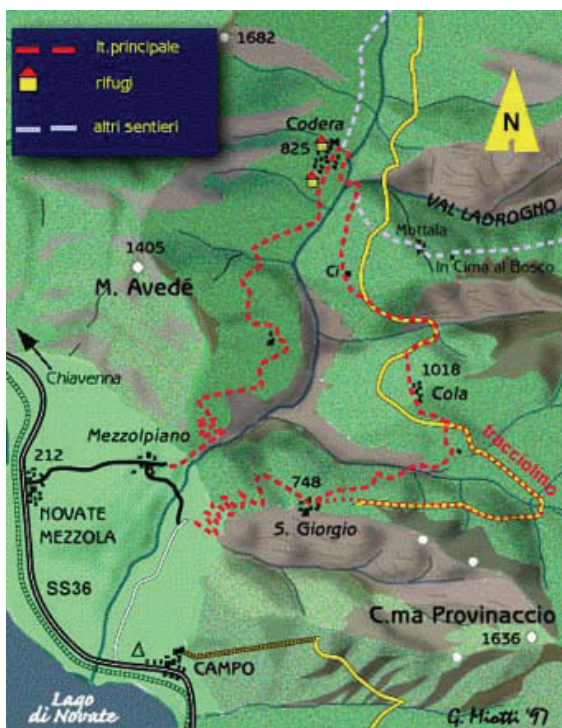 It.principale
rifugi
altri sentieri
1682
N
Codera
825
VAL LADROGNO
Mottala
In Cima al Bosco
Ci
1405
M. Avedé
Chiavenna
1018
Cola
Mezzolpiano
tracciolino
212
748
NOVATE
MEZZOLA
S. Giorgio
SS36
C.ma Provinaccio
1636
CAMPO
Lago
di Novate
G. Miotti '97